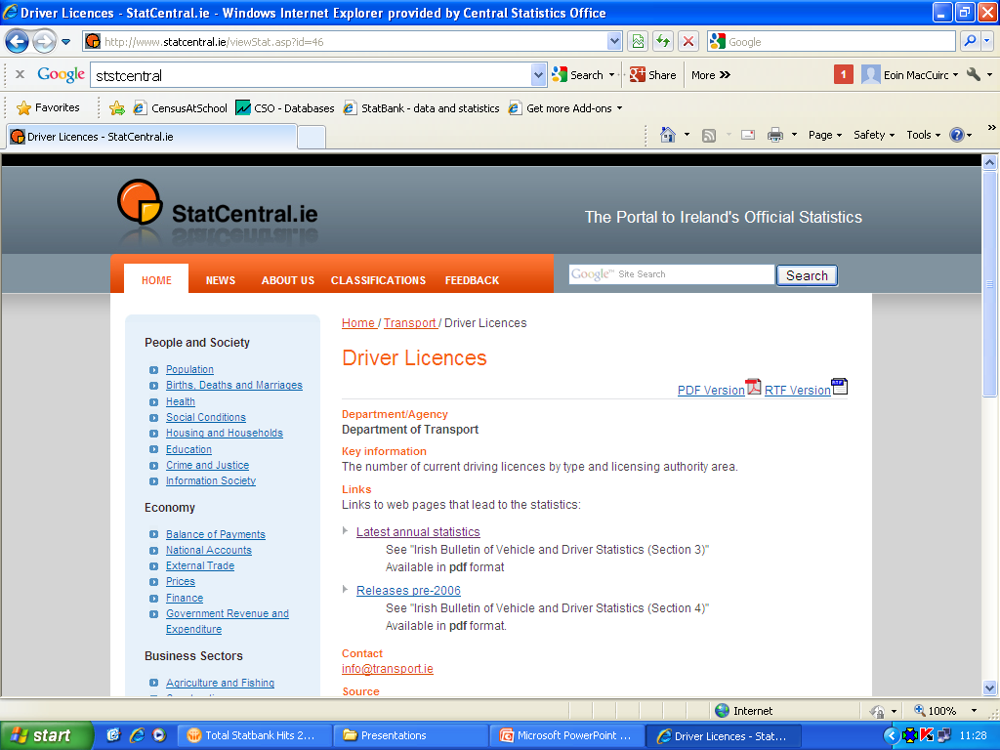 Driver Licences - StatCentral.ie - Windows Internet Explorer provided by Central Statistics Office
http://www.statcentral.ie/viewStat.asp?id=46
Google
Google ststcentral Search Share More » 1 Eoin MacCuirc
Favorites CensusAtSchool CSO - Databases StatBank - data and statistics Get more Add-ons
Driver Licences - StatCentral.ie Page Safety Tools »
StatCentral.ie
The Portal to Ireland's Official Statistics
HOME NEWS ABOUT US CLASSIFICATIONS FEEDBACK
Google™ Site Search Search
People and Society
Population
Births, Deaths and Marriages
Health
Social Conditions
Housing and Households
Education
Crime and Justice
Information Society
Economy
Balance of Payments
National Accounts
External Trade
Prices
Finance
Government Revenue and
Expenditure
Business Sectors
Agriculture and Fishing
Home / Transport / Driver Licences
Driver Licences
PDF Version RTF Version
Department/Agency
Department of Transport
Key information
The number of current driving licences by type and licensing authority area.
Links
Links to web pages that lead to the statistics:
Latest annual statistics
See "Irish Bulletin of Vehicle and Driver Statistics (Section 3)"
Available in pdf format
Releases pre-2006
See "Irish Bulletin of Vehicle and Driver Statistics (Section 4)"
Available in pdf format.
Contact
info@transport.ie
Source
Internet 100%
start Total Statbank Hits 2... Presentations Microsoft PowerPoint ... Driver Licences - Stat... 11:28